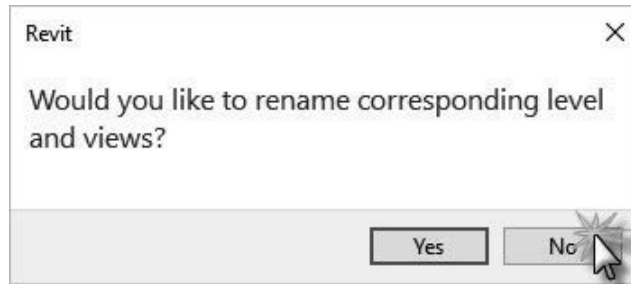 Revit
Would you like to rename corresponding level
and views?
Yes No